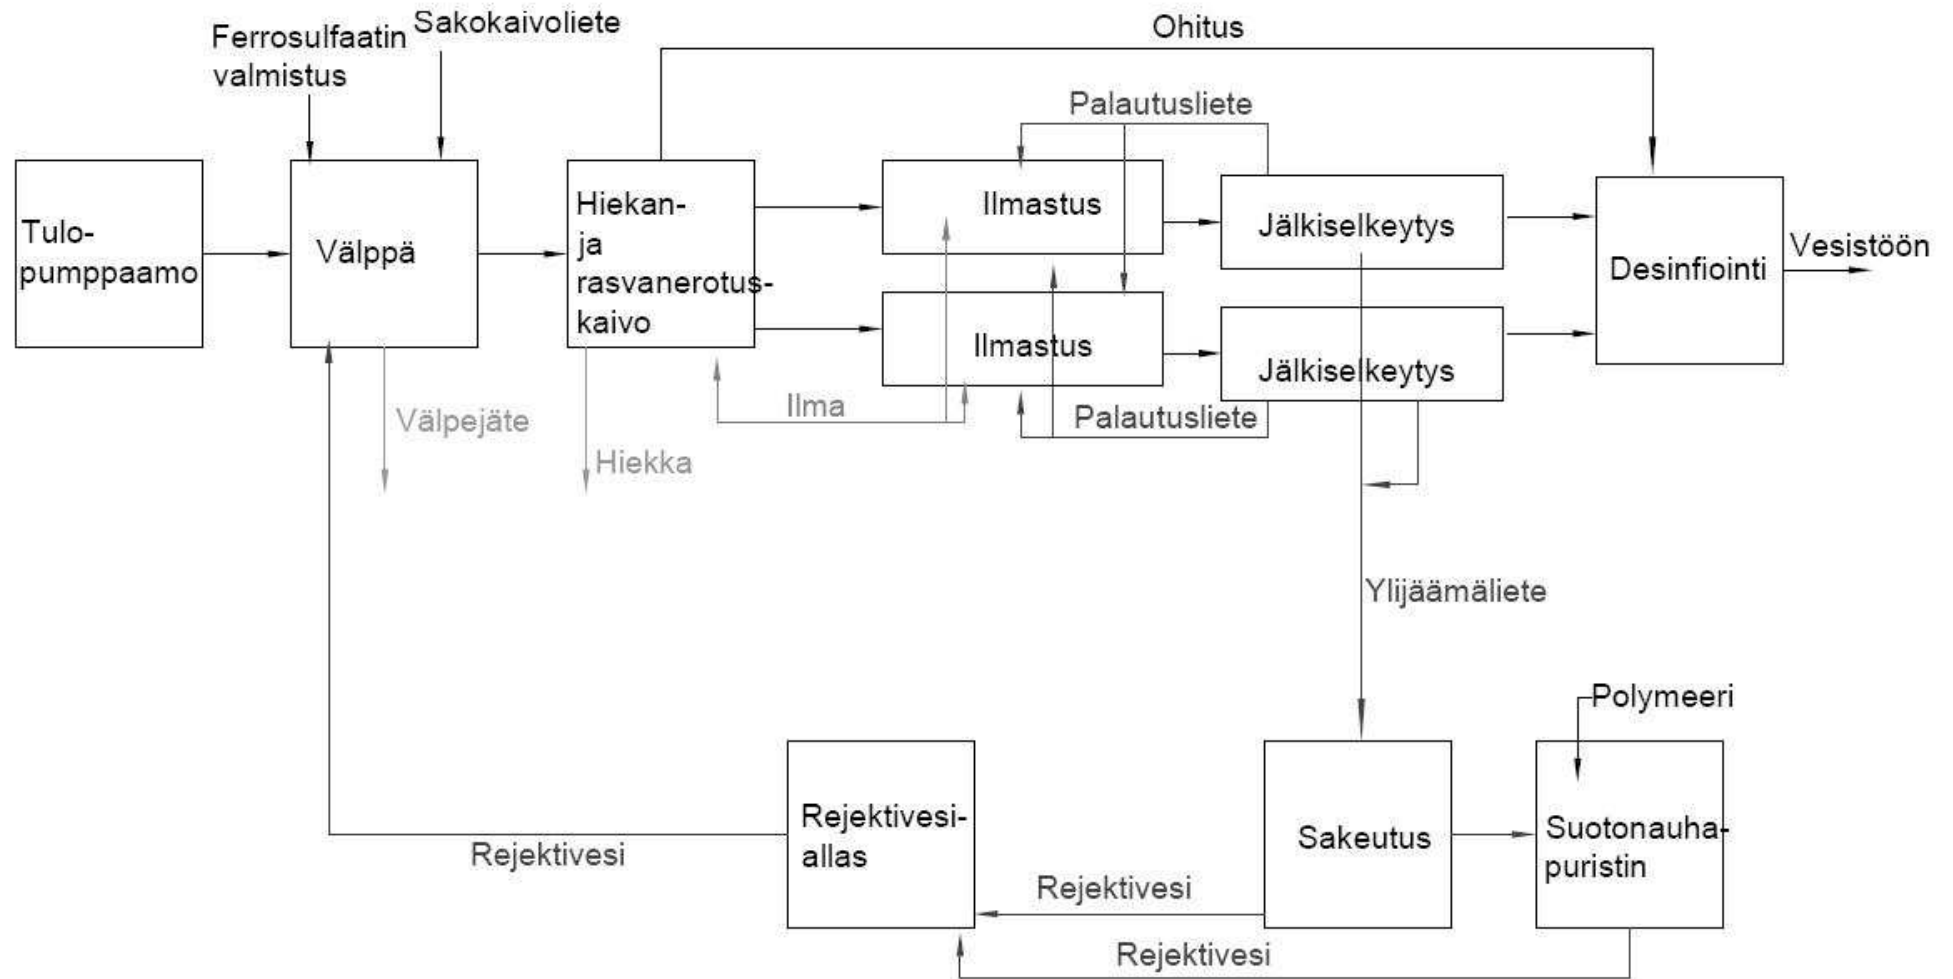 Ferrosulfaatin
valmistus
Sakokaivoliete
Ohitus
Palautusliete
Tulo-
pumppaamo
Välppä
Hiekan-
ja
rasvanerotus-
kaivo
Ilmastus
Jälkiselkeytys
Desinfiointi
Vesistöön
Ilmastus
Jälkiselkeytys
Välpejäte
Hiekka
Ilma
Palautusliete
Ylijäämäliete
Polymeeri
Rejektivesi-
allas
Sakeutus
Suotonauha-
puristin
Rejektivesi
Rejektivesi
Rejektivesi